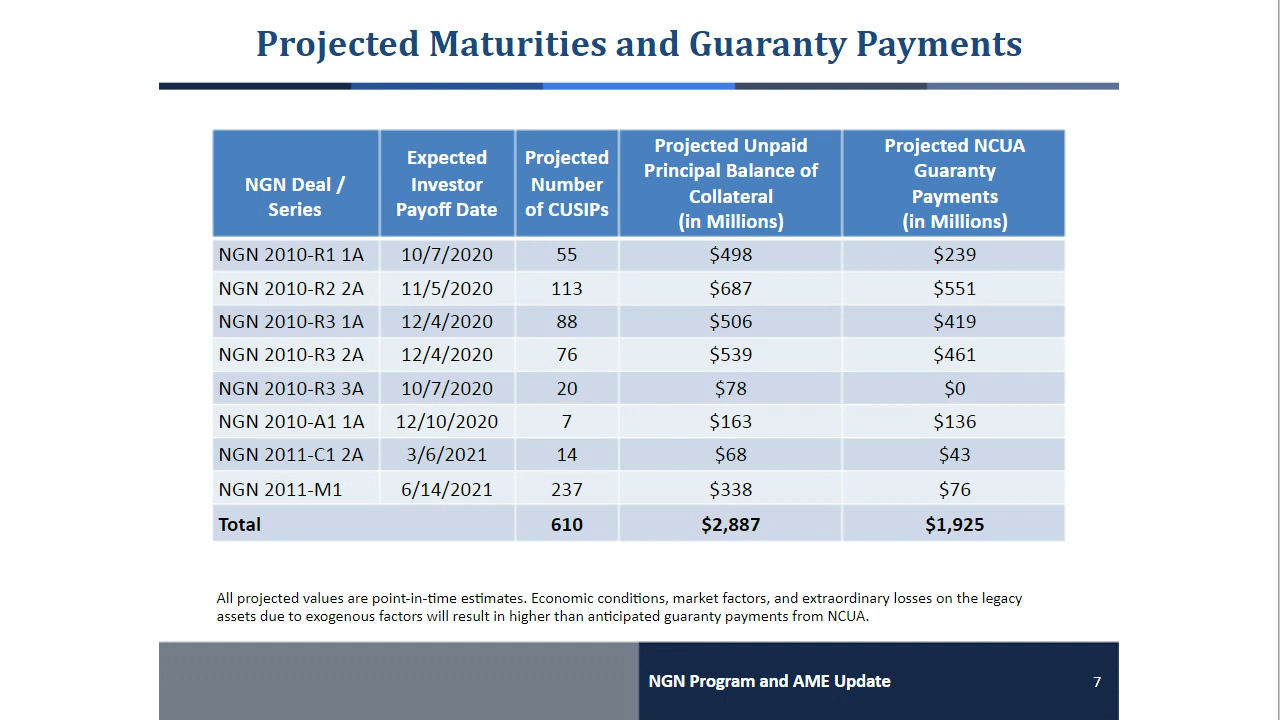 Projected Maturities and Guaranty Payments
NGN Deal /
Series
Expected
Investor
Payoff Date
Projected
Number
of CUSIPs
Projected Unpaid
Principal Balance of
Collateral
(in Millions)
Projected NCUA
Guaranty
Payments
(in Millions)
NGN 2010-R1 1A 10/7/2020 55 $498 $239
NGN 2010-R2 2A 11/5/2020 113 $687 $551
NGN 2010-R3 1A 12/4/2020 88 $506 $419
NGN 2010-R3 2A 12/4/2020 76 $539 $461
NGN 2010-R3 3A 10/7/2020 20 $78 $0
NGN 2010-A1 1A 12/10/2020 7 $163 $136
NGN 2011-C1 2A 3/6/2021 14 $68 $43
NGN 2011-M1 6/14/2021 237 $338 $76
Total 610 $2,887 $1,925
All projected values are point-in-time estimates. Economic conditions, market factors, and extraordinary losses on the legacy
assets due to exogenous factors will result in higher than anticipated guaranty payments from NCUA.
NGN Program and AME Update 7